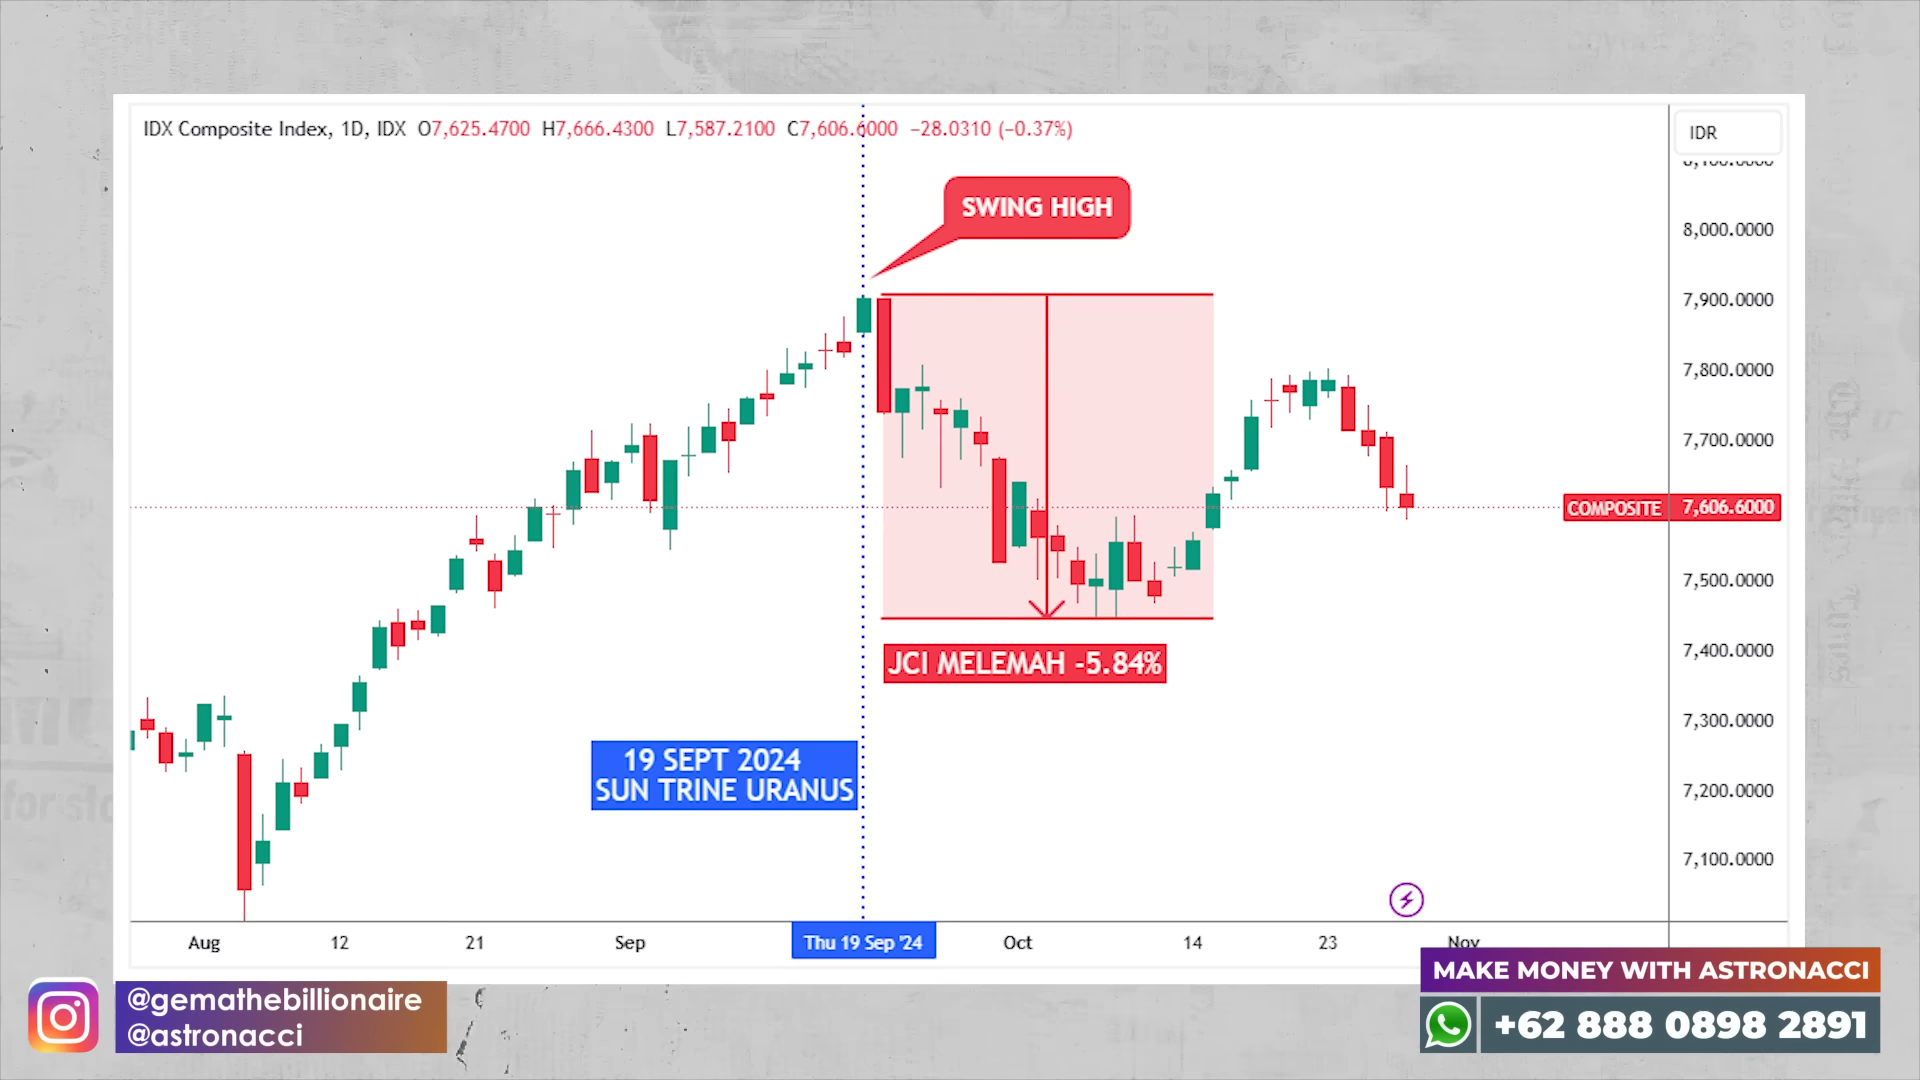 IDX Composite Index, 1D, IDX O7,625.4700 H7,666.4300 L7,587.2100 C7,606.6000 −28.0310 (−0.37%)
IDR
8,000.0000
SWING HIGH
7,900.0000
7,800.0000
7,700.0000
COMPOSITE 7,606.6000
7,500.0000
7,400.0000
JCI MELEMAH -5.84%
7,300.0000
19 SEPT 2024
SUN TRINE URANUS
7,200.0000
7,100.0000
Aug 12 21 Sep Thu 19 Sep '24 Oct 14 23 Nov
MAKE MONEY WITH ASTRONACCI
@gemathebillionaire
@astronacci
+62 888 0898 2891